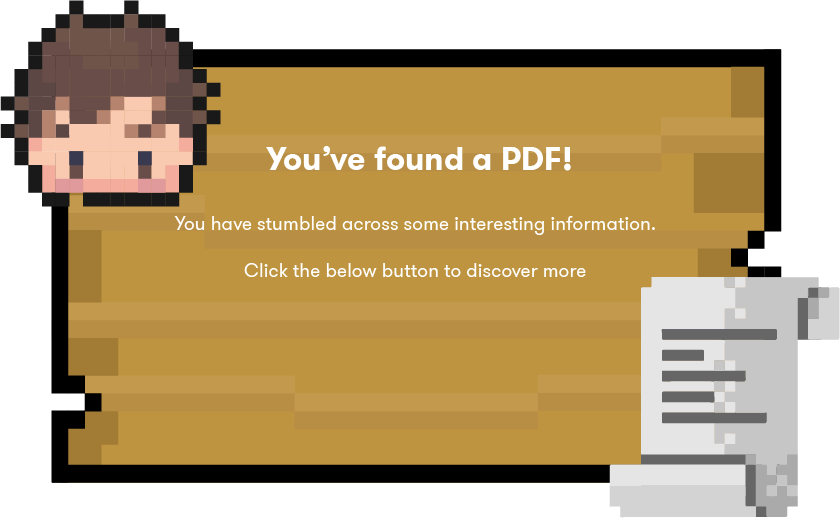 You’ve found a PDF!
You have stumbled across some interesting information.
Click the below button to discover more